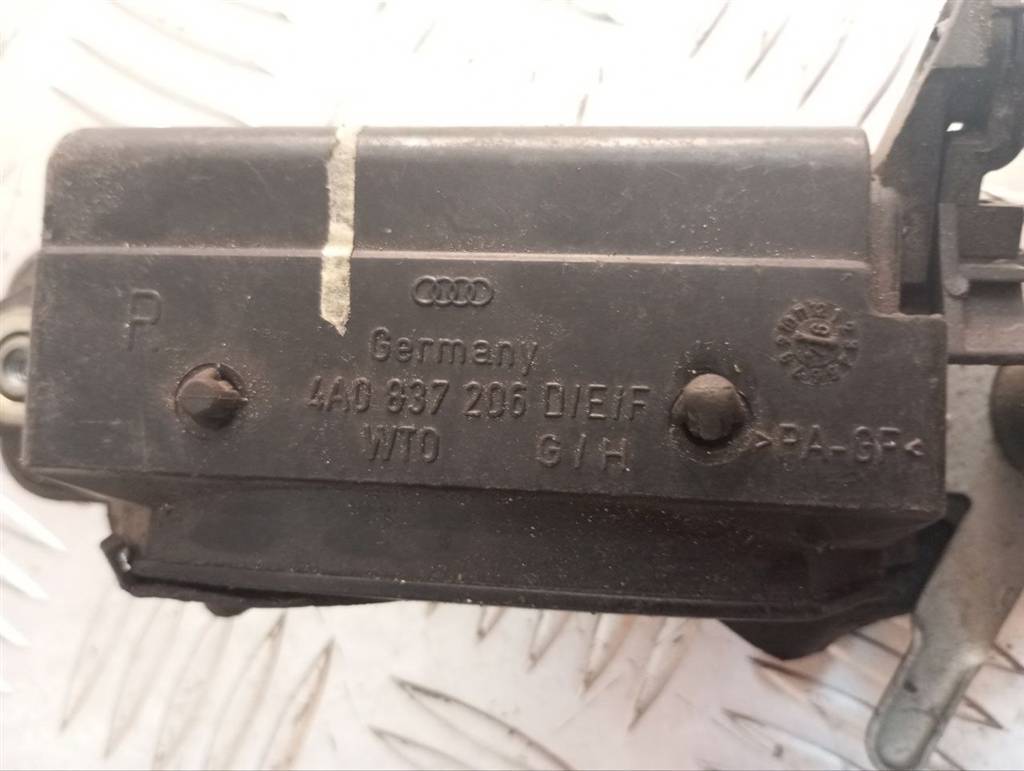 P.
Germany
4A0 837 206 D/E/F
WTO G/H
>PA-GF<